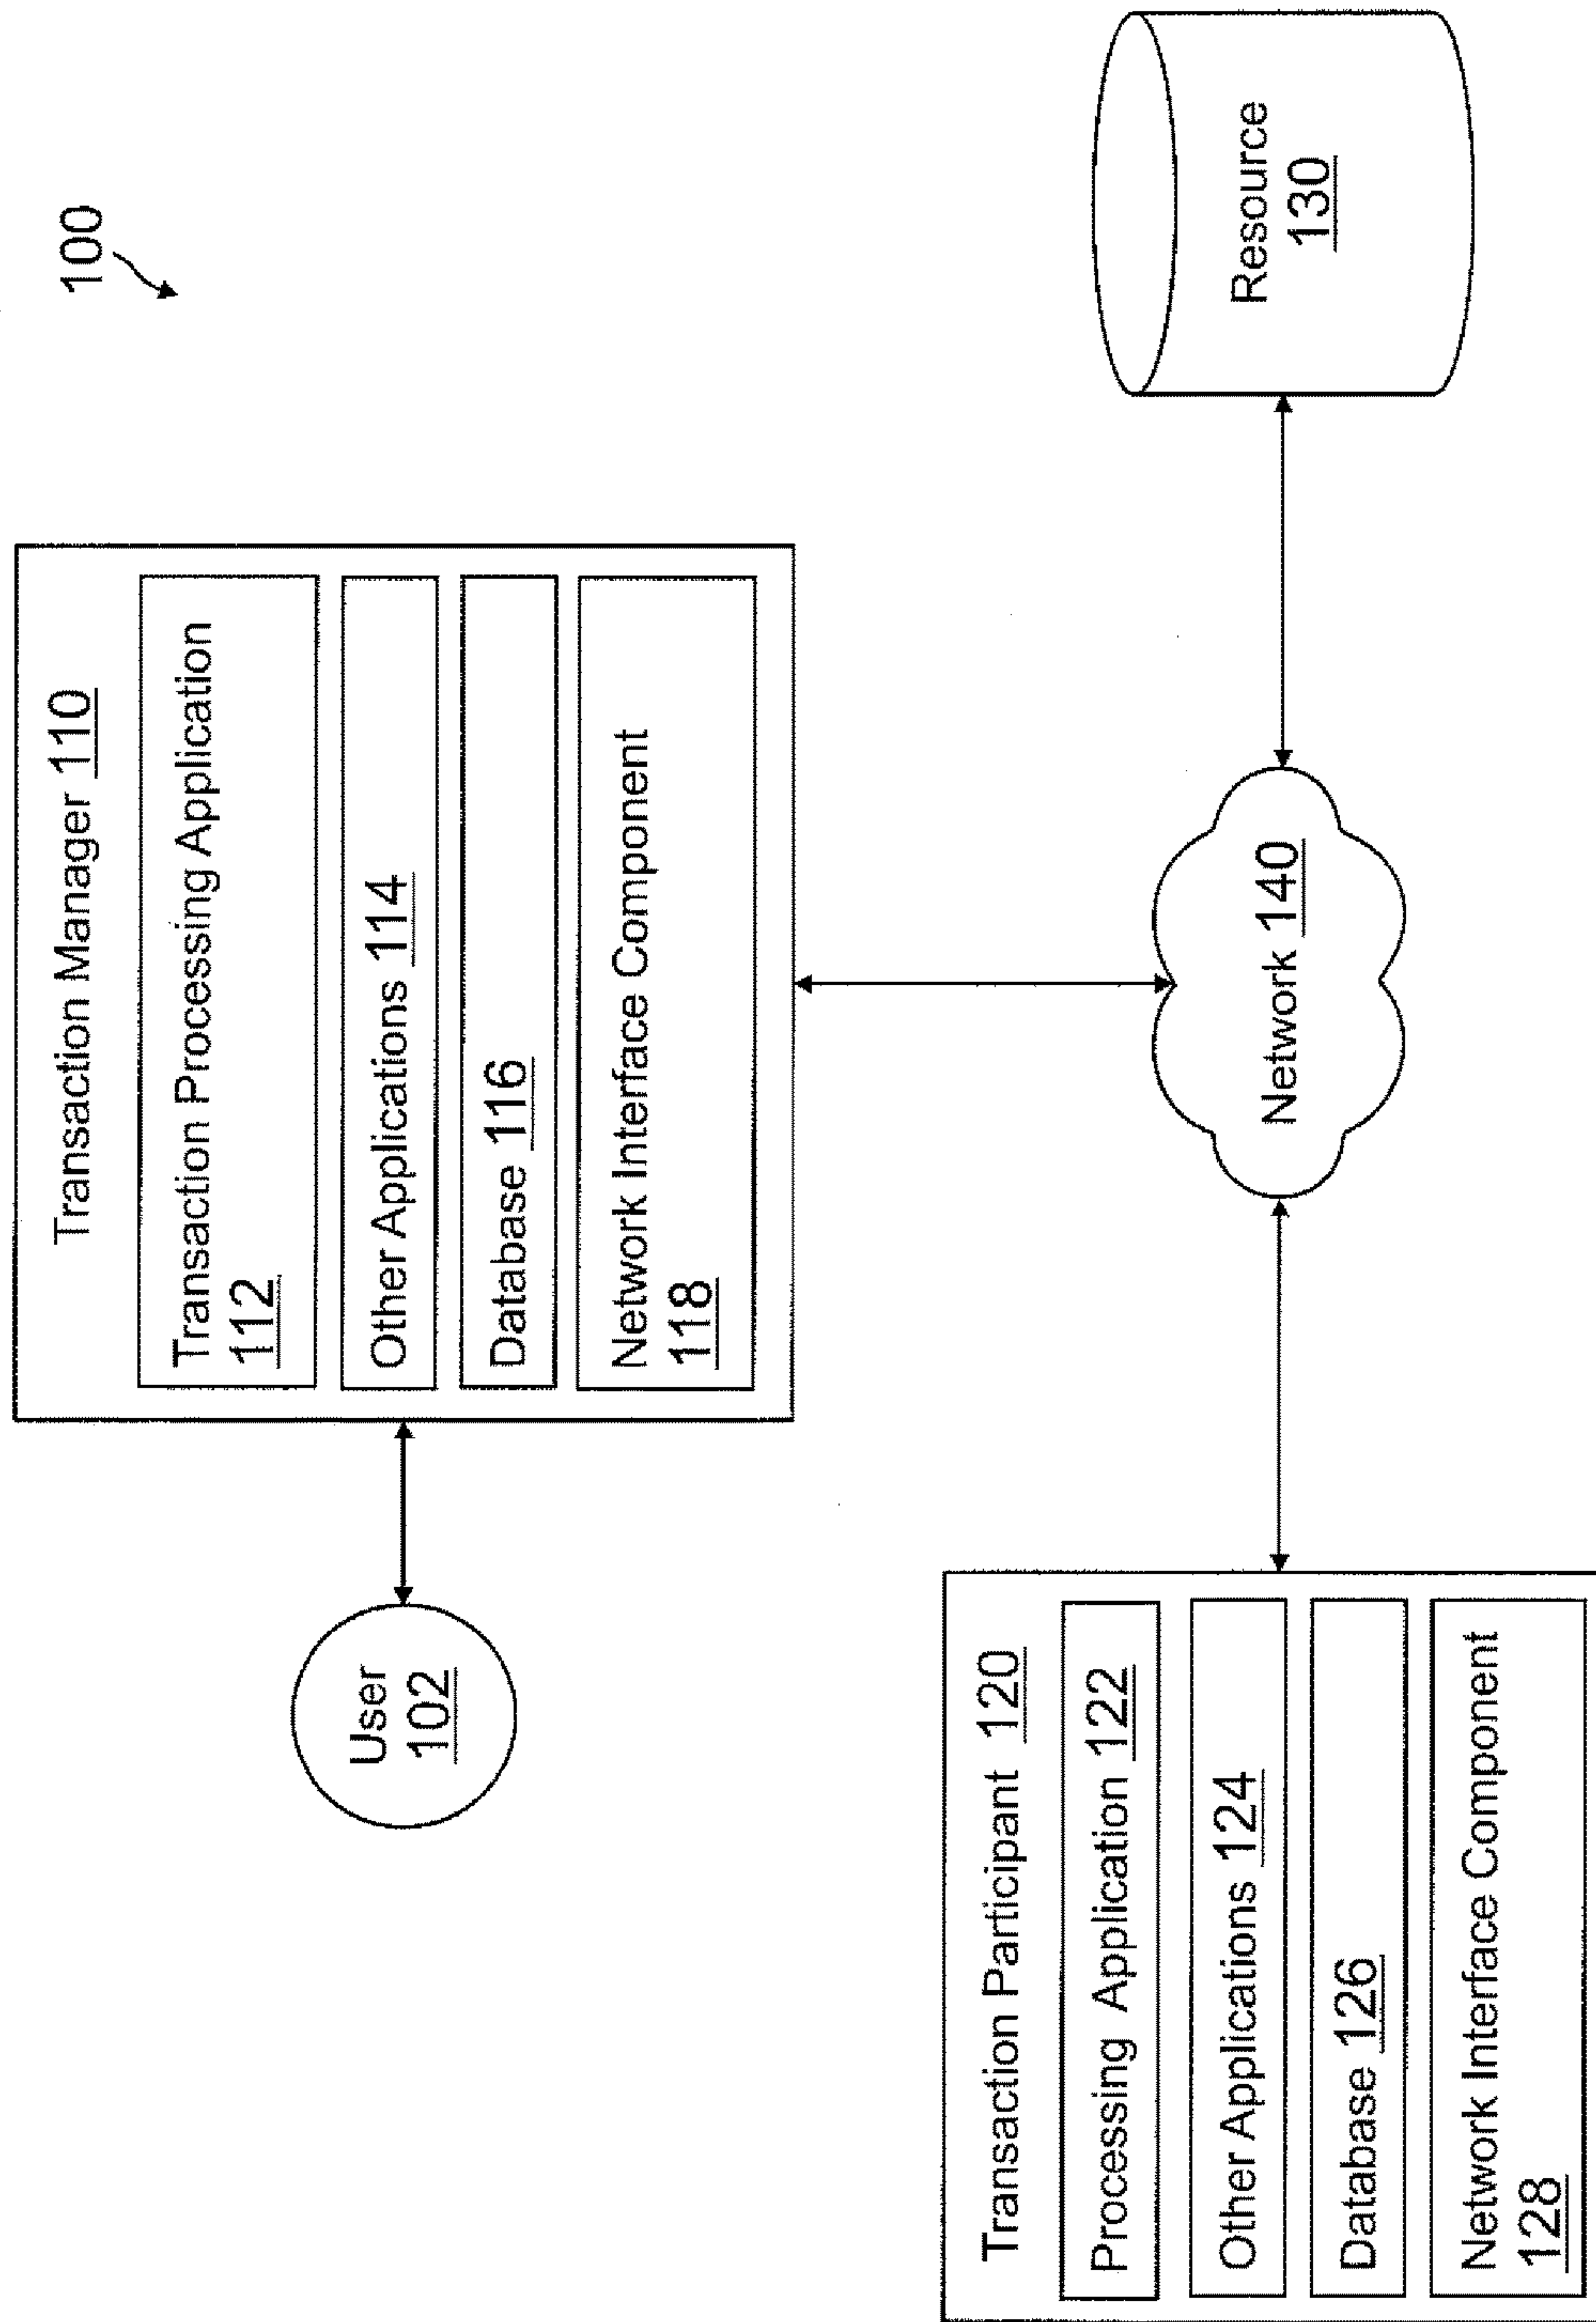 100
Transaction Manager 110
Transaction Processing Application
112
Other Applications 114
Database 116
Network Interface Component
118
User
102
Transaction Participant 120
Processing Application 122
Other Applications 124
Database 126
Network Interface Component
128
Network 140
Resource
130